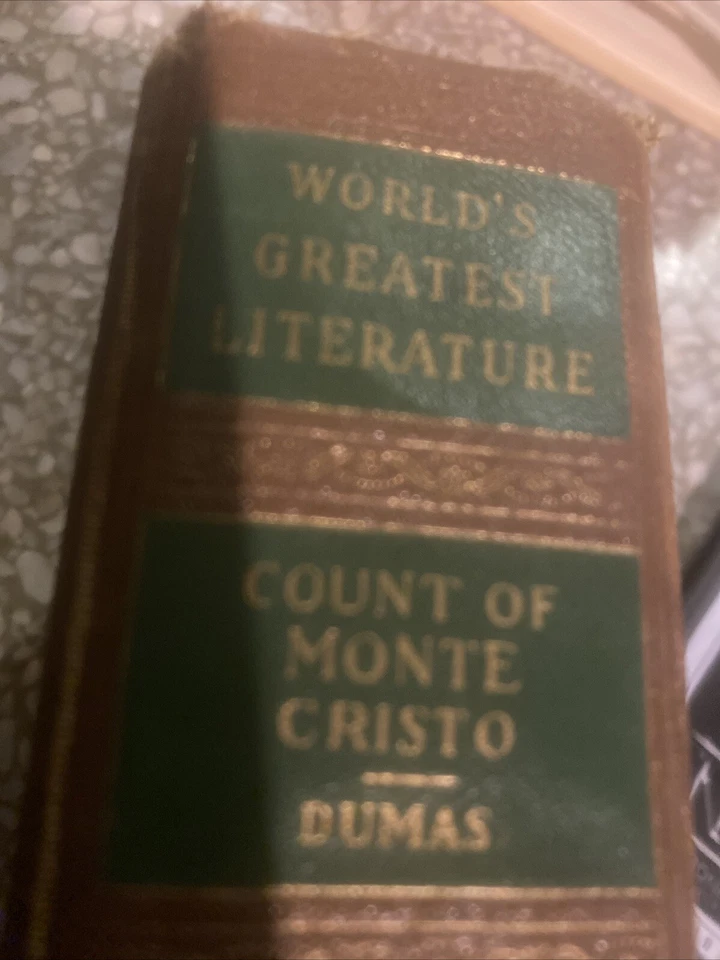 WORLD'S
GREATEST
LITERATURE
COUNT OF
MONTE
CRISTO
DUMAS